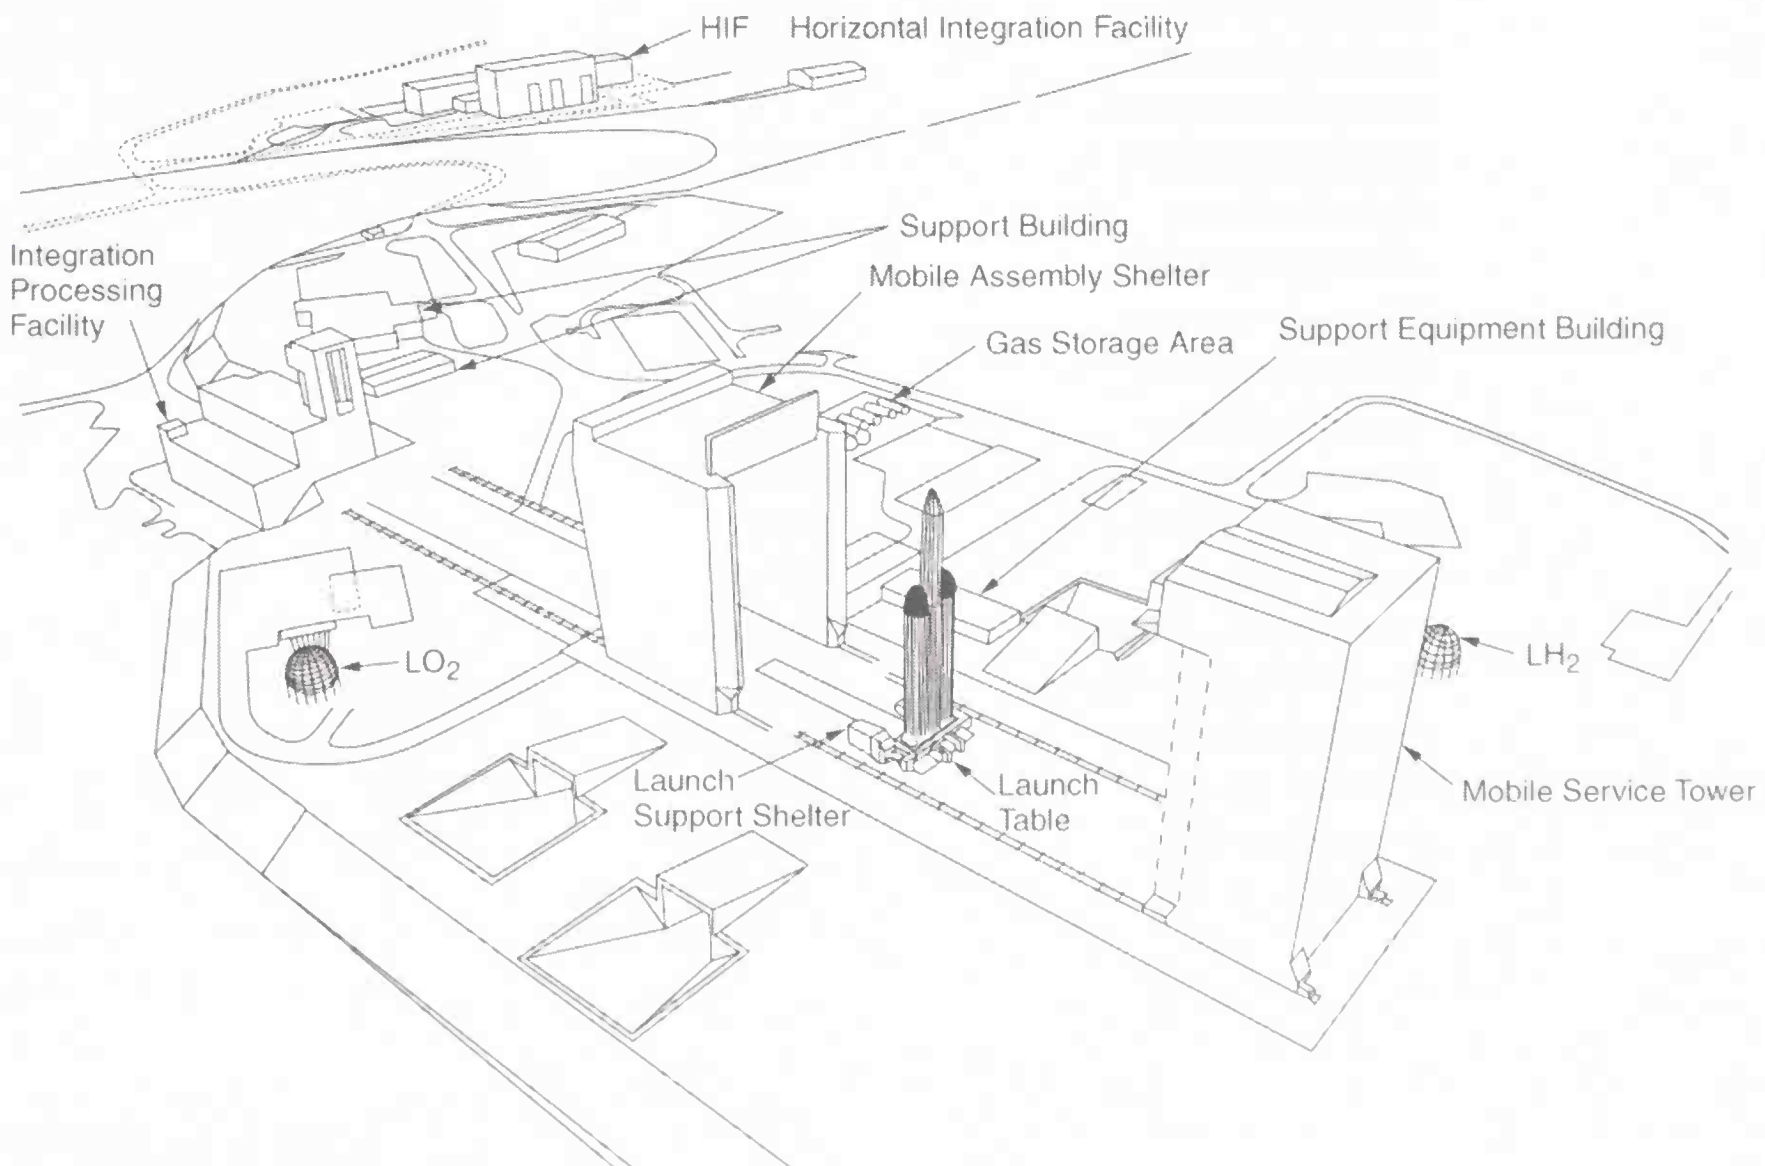 HIF Horizontal Integration Facility
Support Building
Integration
Processing
Facility
Mobile Assembly Shelter
Support Equipment Building
Gas Storage Area
LO2
LH2
Launch
Support Shelter
Launch
Table
Mobile Service Tower